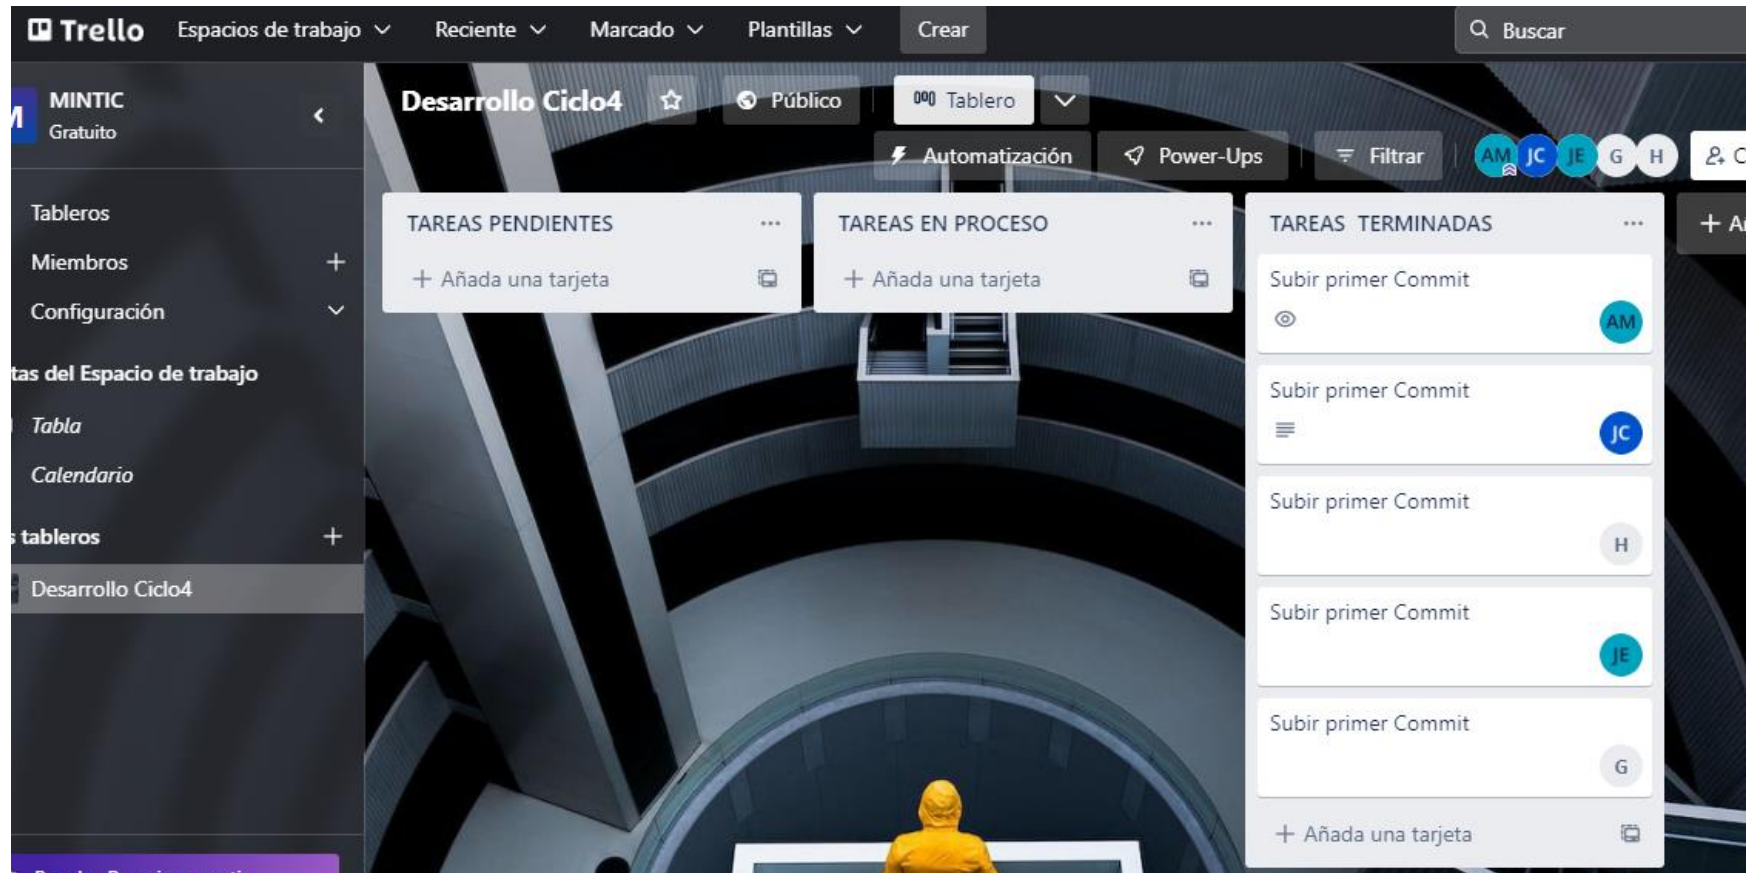 Trello Espacios de trabajo Reciente Marcado Plantillas Crear Buscar
MINTIC
Gratuito
Desarrollo Ciclo4 Público Tablero
Automatización Power-Ups Filtrar AM JC JE G H
Tableros
Miembros
Configuración
del Espacio de trabajo
Tabla
Calendario
tableros
Desarrollo Ciclo4
TAREAS PENDIENTES
+ Añada una tarjeta
TAREAS EN PROCESO
+ Añada una tarjeta
TAREAS TERMINADAS
Subir primer Commit
AM
Subir primer Commit
JC
Subir primer Commit
H
Subir primer Commit
JE
Subir primer Commit
G
+ Añada una tarjeta